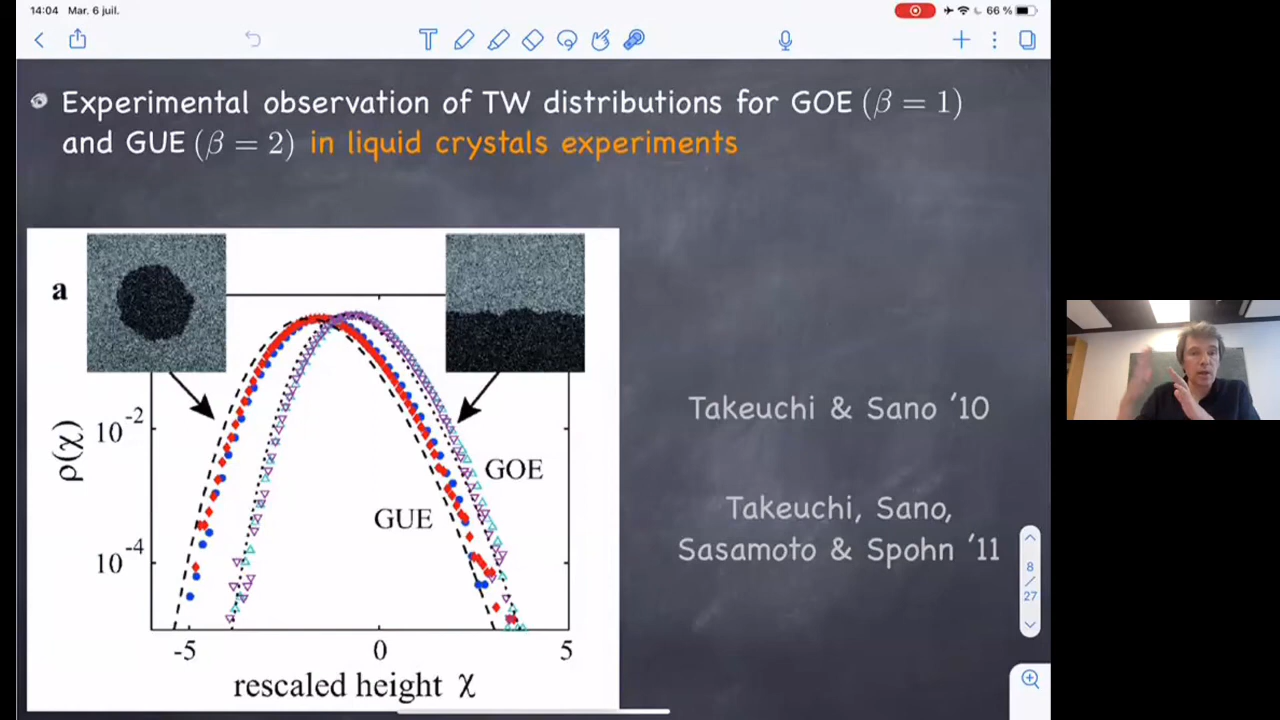 14:04 Mar. 6 juil.
66 %
Experimental observation of TW distributions for GOE (β = 1)
and GUE (β = 2) in liquid crystals experiments
a
ρ(χ)
10⁻²
10⁻⁴
GUE
GOE
-5
0
5
rescaled height χ
Takeuchi & Sano '10
Takeuchi, Sano,
Sasamoto & Spohn '11
8
/
27